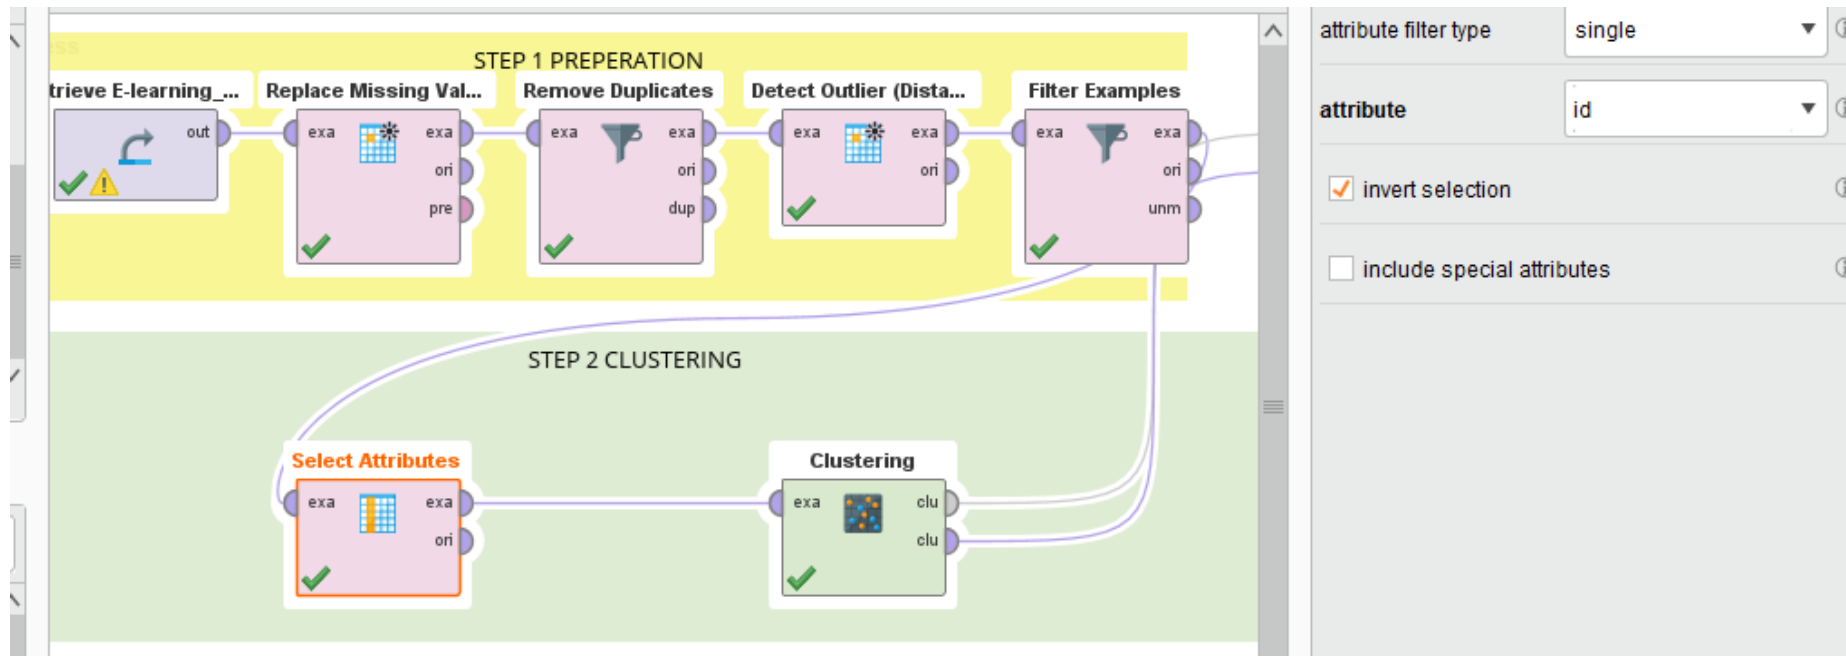 ss
STEP 1 PREPERATION
trieve E-learning_...
Replace Missing Val...
Remove Duplicates
Detect Outlier (Dista...
Filter Examples
out
exa
exa
ori
pre
exa
exa
ori
dup
exa
exa
ori
exa
exa
ori
unm
STEP 2 CLUSTERING
Select Attributes
Clustering
exa
exa
ori
exa
clu
clu
attribute filter type
single
attribute
id
invert selection
include special attributes